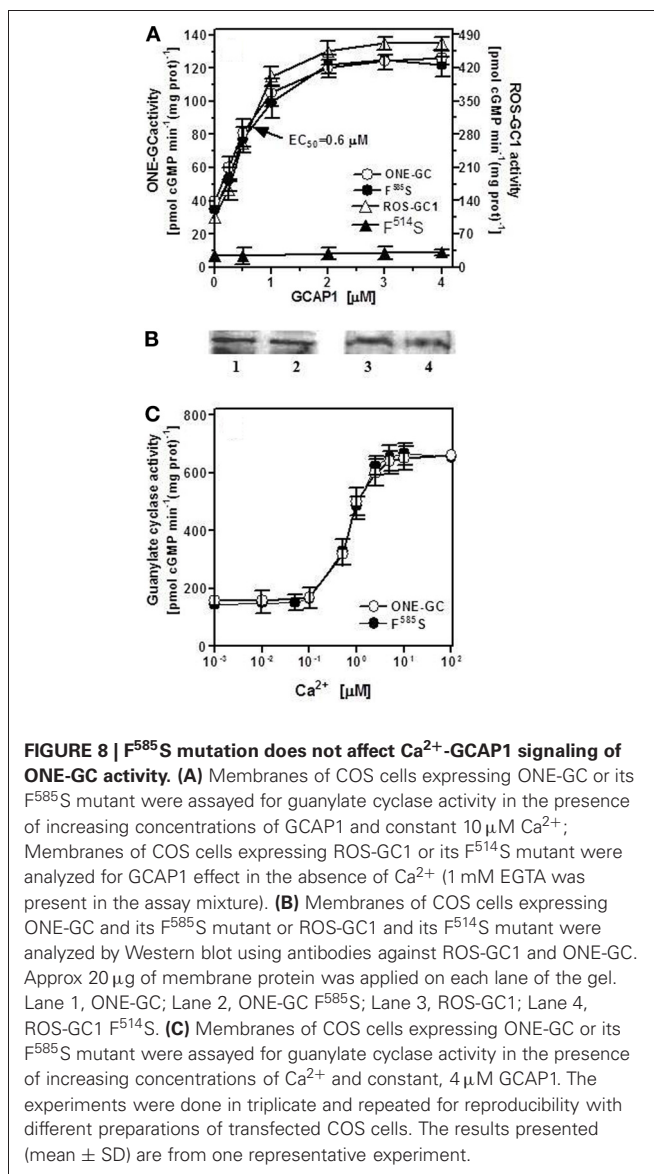 A
140
120
100
80
60
40
20
0
ONE-GCactivity
[pmol cGMP min⁻¹(mg prot)⁻¹]
490
420
350
280
210
140
70
0
ROS-GC1 activity
[pmol cGMP min⁻¹(mg prot)⁻¹]
EC₅₀=0.6 µM
ONE-GC
F⁵⁸⁵S
ROS-GC1
F⁵¹⁴S
0 1 2 3 4
GCAP1 [µM]
B
1 2 3 4
C
800
600
400
200
0
Guanylate cyclase activity
[pmol cGMP min⁻¹(mg prot)⁻¹]
ONE-GC
F⁵⁸⁵S
10⁻³ 10⁻² 10⁻¹ 10⁰ 10¹ 10²
Ca²⁺ [µM]
FIGURE 8 | F⁵⁸⁵S mutation does not affect Ca²⁺-GCAP1 signaling of
ONE-GC activity. (A) Membranes of COS cells expressing ONE-GC or its
F⁵⁸⁵S mutant were assayed for guanylate cyclase activity in the presence
of increasing concentrations of GCAP1 and constant 10 µM Ca²⁺;
Membranes of COS cells expressing ROS-GC1 or its F⁵¹⁴S mutant were
analyzed for GCAP1 effect in the absence of Ca²⁺ (1 mM EGTA was
present in the assay mixture). (B) Membranes of COS cells expressing
ONE-GC and its F⁵⁸⁵S mutant or ROS-GC1 and its F⁵¹⁴S mutant were
analyzed by Western blot using antibodies against ROS-GC1 and ONE-GC.
Approx 20 µg of membrane protein was applied on each lane of the gel.
Lane 1, ONE-GC; Lane 2, ONE-GC F⁵⁸⁵S; Lane 3, ROS-GC1; Lane 4,
ROS-GC1 F⁵¹⁴S. (C) Membranes of COS cells expressing ONE-GC or its
F⁵⁸⁵S mutant were assayed for guanylate cyclase activity in the presence
of increasing concentrations of Ca²⁺ and constant, 4 µM GCAP1. The
experiments were done in triplicate and repeated for reproducibility with
different preparations of transfected COS cells. The results presented
(mean ± SD) are from one representative experiment.